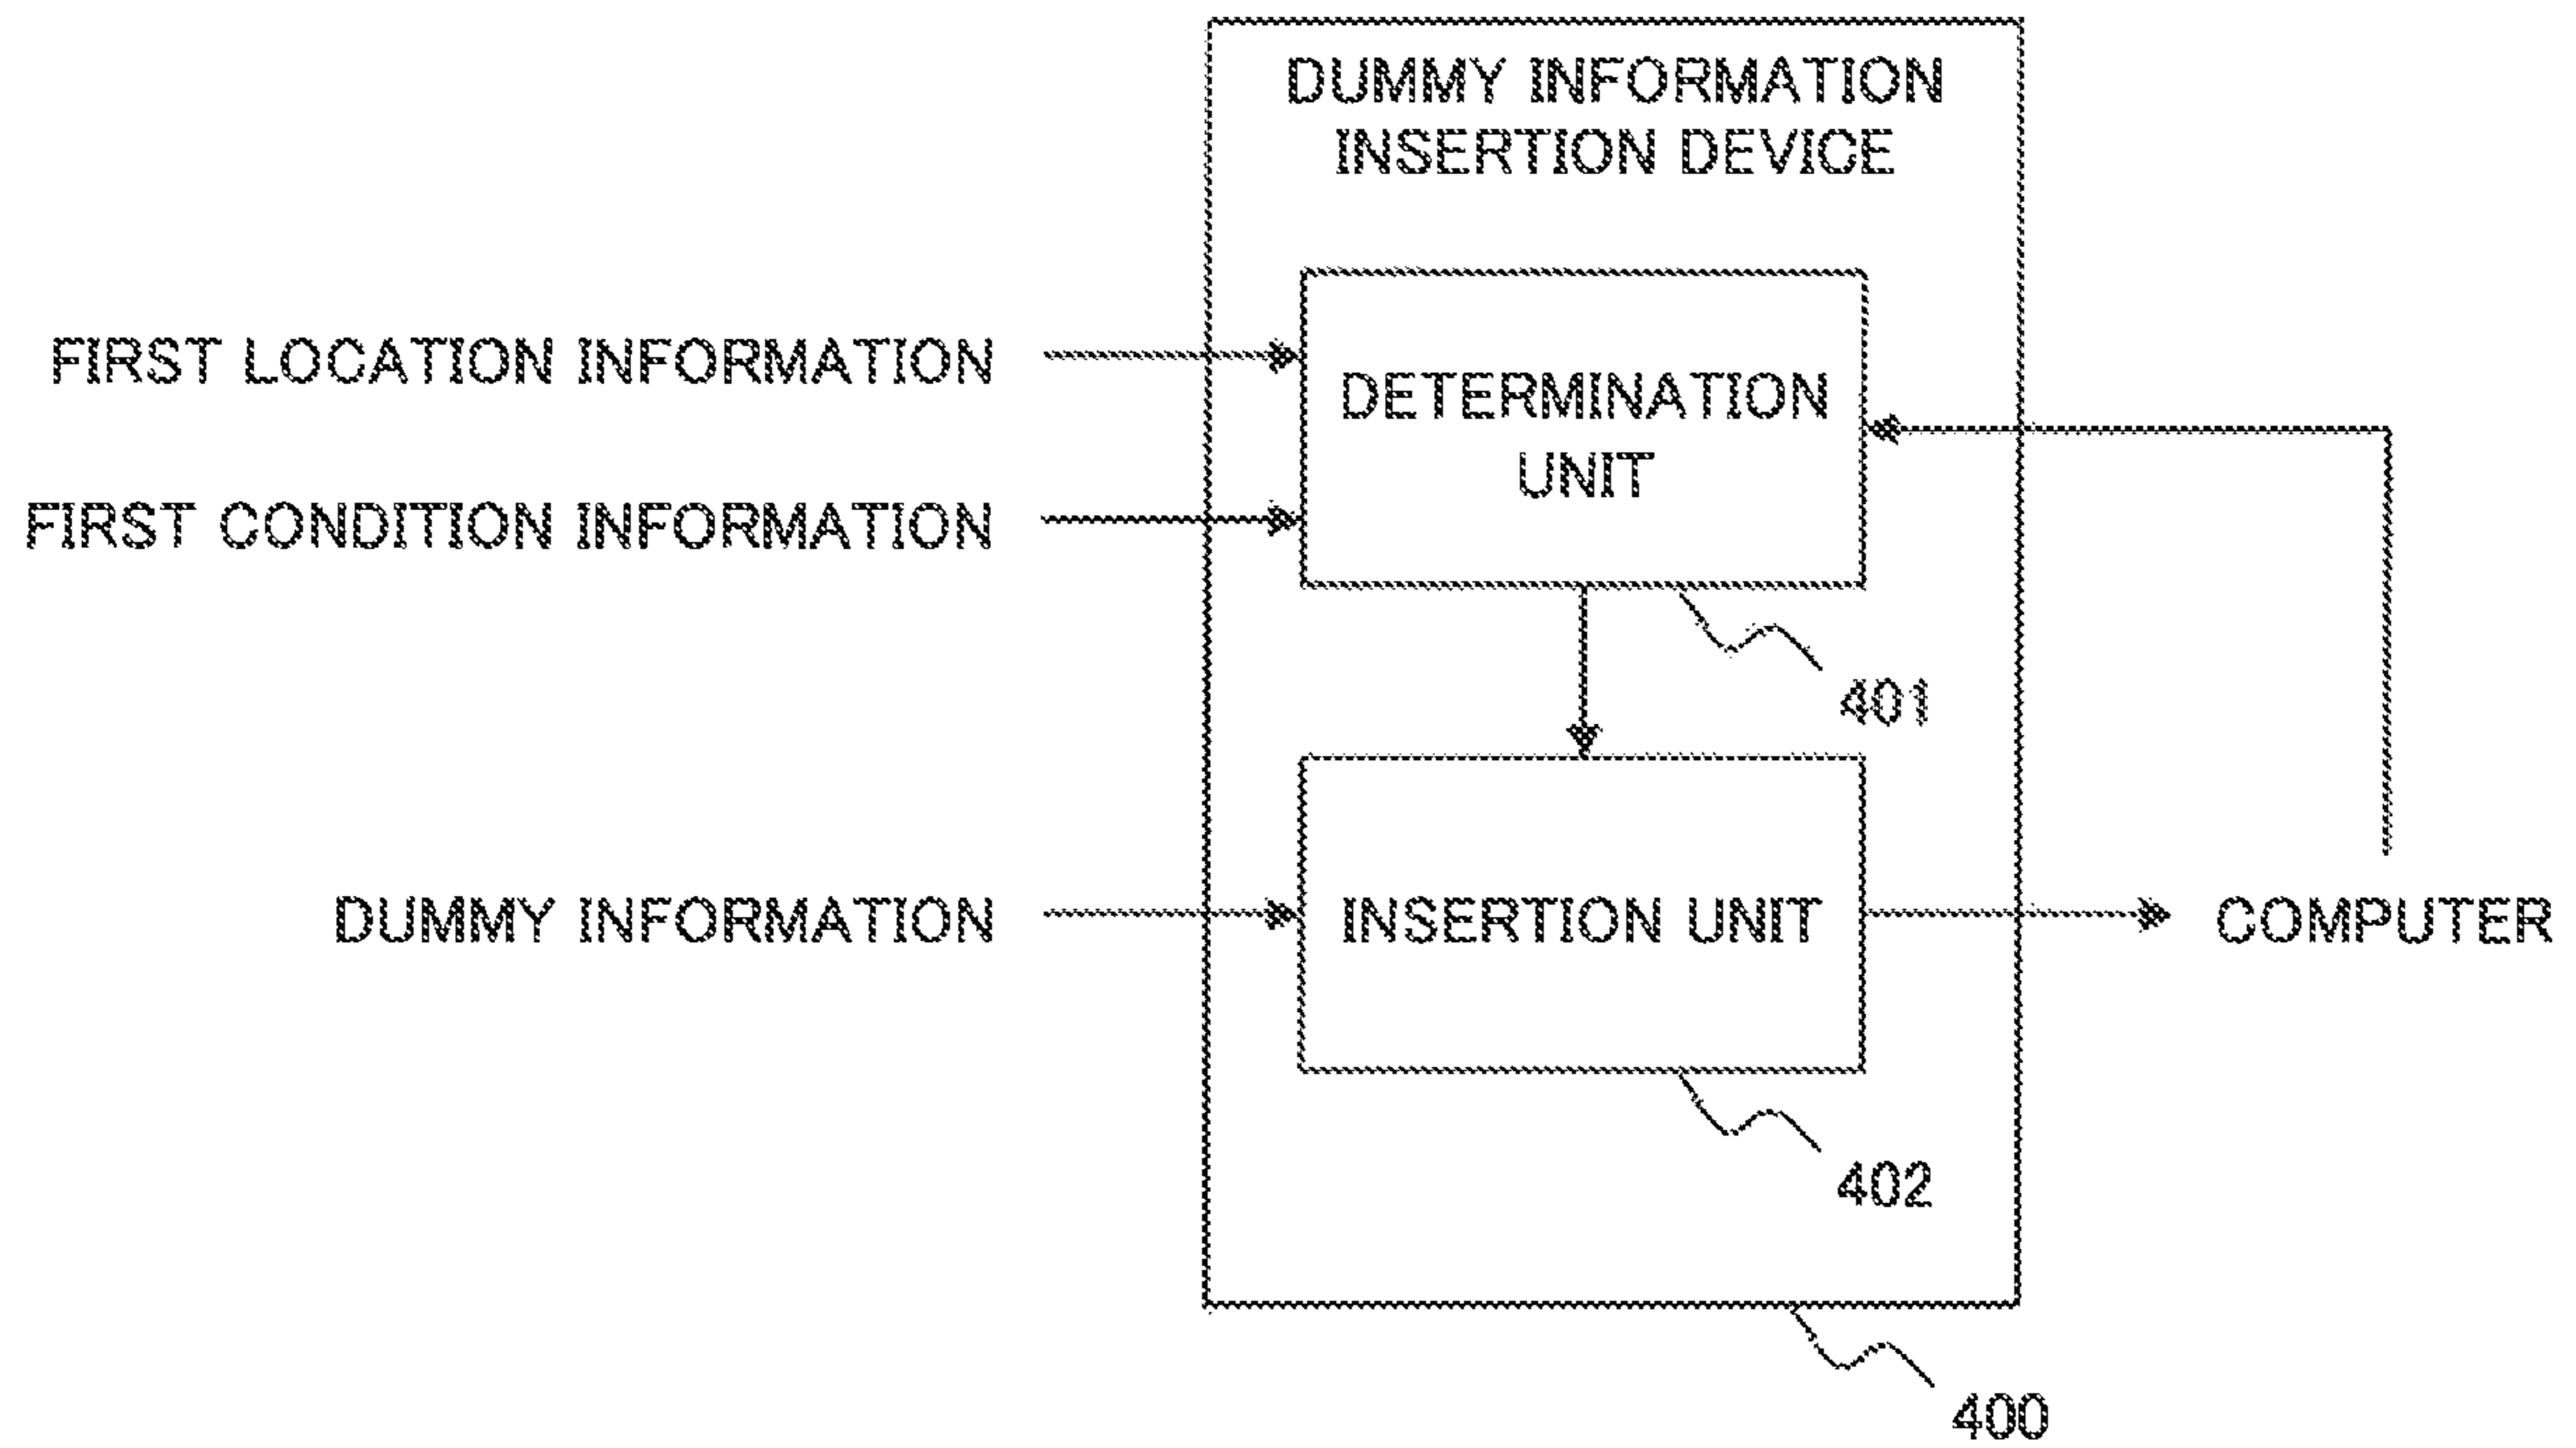 DUMMY INFORMATION
INSERTION DEVICE
FIRST LOCATION INFORMATION
DETERMINATION
UNIT
FIRST CONDITION INFORMATION
401
DUMMY INFORMATION
INSERTION UNIT
COMPUTER
402
400